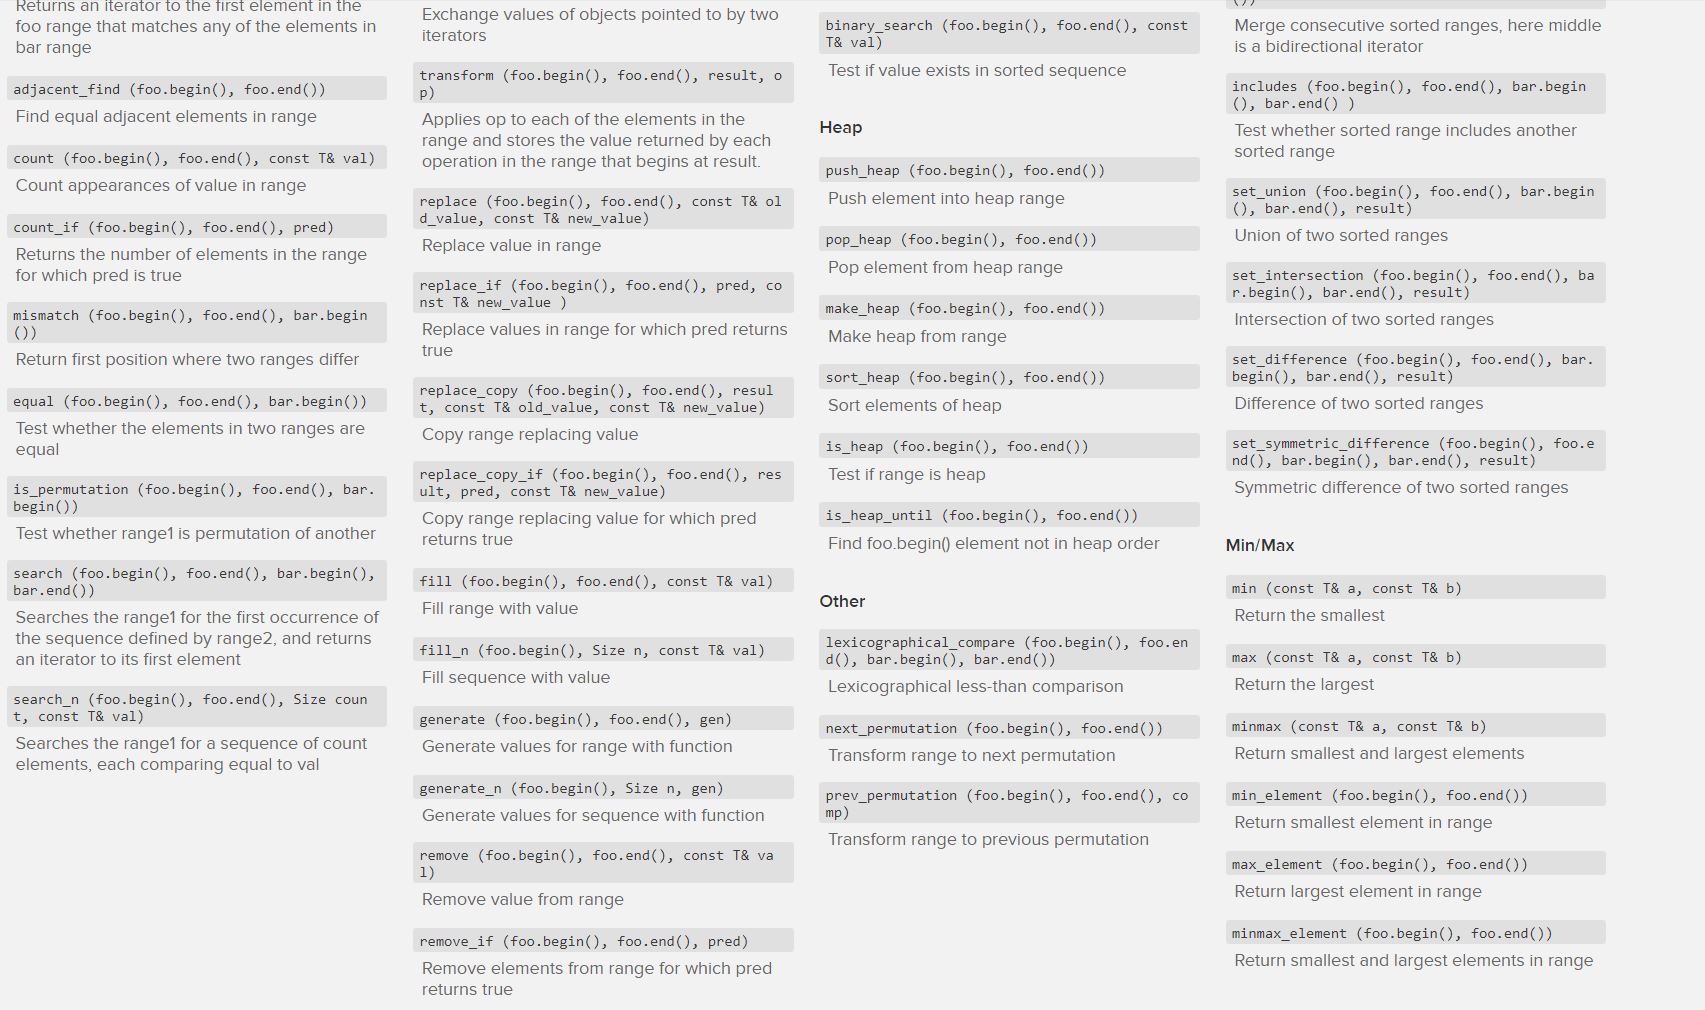 Returns an iterator to the first element in the
foo range that matches any of the elements in
bar range
adjacent_find (foo.begin(), foo.end())
Find equal adjacent elements in range
count (foo.begin(), foo.end(), const T& val)
Count appearances of value in range
count_if (foo.begin(), foo.end(), pred)
Returns the number of elements in the range
for which pred is true
mismatch (foo.begin(), foo.end(), bar.begin
())
Return first position where two ranges differ
equal (foo.begin(), foo.end(), bar.begin())
Test whether the elements in two ranges are
equal
is_permutation (foo.begin(), foo.end(), bar.
begin())
Test whether range1 is permutation of another
search (foo.begin(), foo.end(), bar.begin(),
bar.end())
Searches the range1 for the first occurrence of
the sequence defined by range2, and returns
an iterator to its first element
search_n (foo.begin(), foo.end(), Size coun
t, const T& val)
Searches the range1 for a sequence of count
elements, each comparing equal to val
Exchange values of objects pointed to by two
iterators
transform (foo.begin(), foo.end(), result, o
p)
Applies op to each of the elements in the
range and stores the value returned by each
operation in the range that begins at result.
replace (foo.begin(), foo.end(), const T& ol
d_value, const T& new_value)
Replace value in range
replace_if (foo.begin(), foo.end(), pred, co
nst T& new_value )
Replace values in range for which pred returns
true
replace_copy (foo.begin(), foo.end(), resul
t, const T& old_value, const T& new_value)
Copy range replacing value
replace_copy_if (foo.begin(), foo.end(), res
ult, pred, const T& new_value)
Copy range replacing value for which pred
returns true
fill (foo.begin(), foo.end(), const T& val)
Fill range with value
fill_n (foo.begin(), Size n, const T& val)
Fill sequence with value
generate (foo.begin(), foo.end(), gen)
Generate values for range with function
generate_n (foo.begin(), Size n, gen)
Generate values for sequence with function
remove (foo.begin(), foo.end(), const T& va
l)
Remove value from range
remove_if (foo.begin(), foo.end(), pred)
Remove elements from range for which pred
returns true
binary_search (foo.begin(), foo.end(), const
T& val)
Test if value exists in sorted sequence
Heap
push_heap (foo.begin(), foo.end())
Push element into heap range
pop_heap (foo.begin(), foo.end())
Pop element from heap range
make_heap (foo.begin(), foo.end())
Make heap from range
sort_heap (foo.begin(), foo.end())
Sort elements of heap
is_heap (foo.begin(), foo.end())
Test if range is heap
is_heap_until (foo.begin(), foo.end())
Find foo.begin() element not in heap order
Other
lexicographical_compare (foo.begin(), foo.en
d(), bar.begin(), bar.end())
Lexicographical less-than comparison
next_permutation (foo.begin(), foo.end())
Transform range to next permutation
prev_permutation (foo.begin(), foo.end(), co
mp)
Transform range to previous permutation
())
Merge consecutive sorted ranges, here middle
is a bidirectional iterator
includes (foo.begin(), foo.end(), bar.begin
(), bar.end() )
Test whether sorted range includes another
sorted range
set_union (foo.begin(), foo.end(), bar.begin
(), bar.end(), result)
Union of two sorted ranges
set_intersection (foo.begin(), foo.end(), ba
r.begin(), bar.end(), result)
Intersection of two sorted ranges
set_difference (foo.begin(), foo.end(), bar.
begin(), bar.end(), result)
Difference of two sorted ranges
set_symmetric_difference (foo.begin(), foo.e
nd(), bar.begin(), bar.end(), result)
Symmetric difference of two sorted ranges
Min/Max
min (const T& a, const T& b)
Return the smallest
max (const T& a, const T& b)
Return the largest
minmax (const T& a, const T& b)
Return smallest and largest elements
min_element (foo.begin(), foo.end())
Return smallest element in range
max_element (foo.begin(), foo.end())
Return largest element in range
minmax_element (foo.begin(), foo.end())
Return smallest and largest elements in range